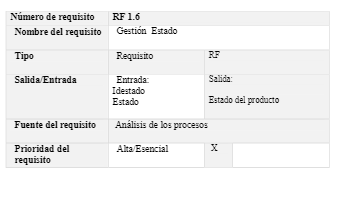 Número de requisito RF 1.6
Nombre del requisito Gestión Estado
Tipo Requisito RF
Salida/Entrada Entrada: Salida:
Idestado
Estado Estado del producto
Fuente del requisito Análisis de los procesos
Prioridad del requisito Alta/Esencial X